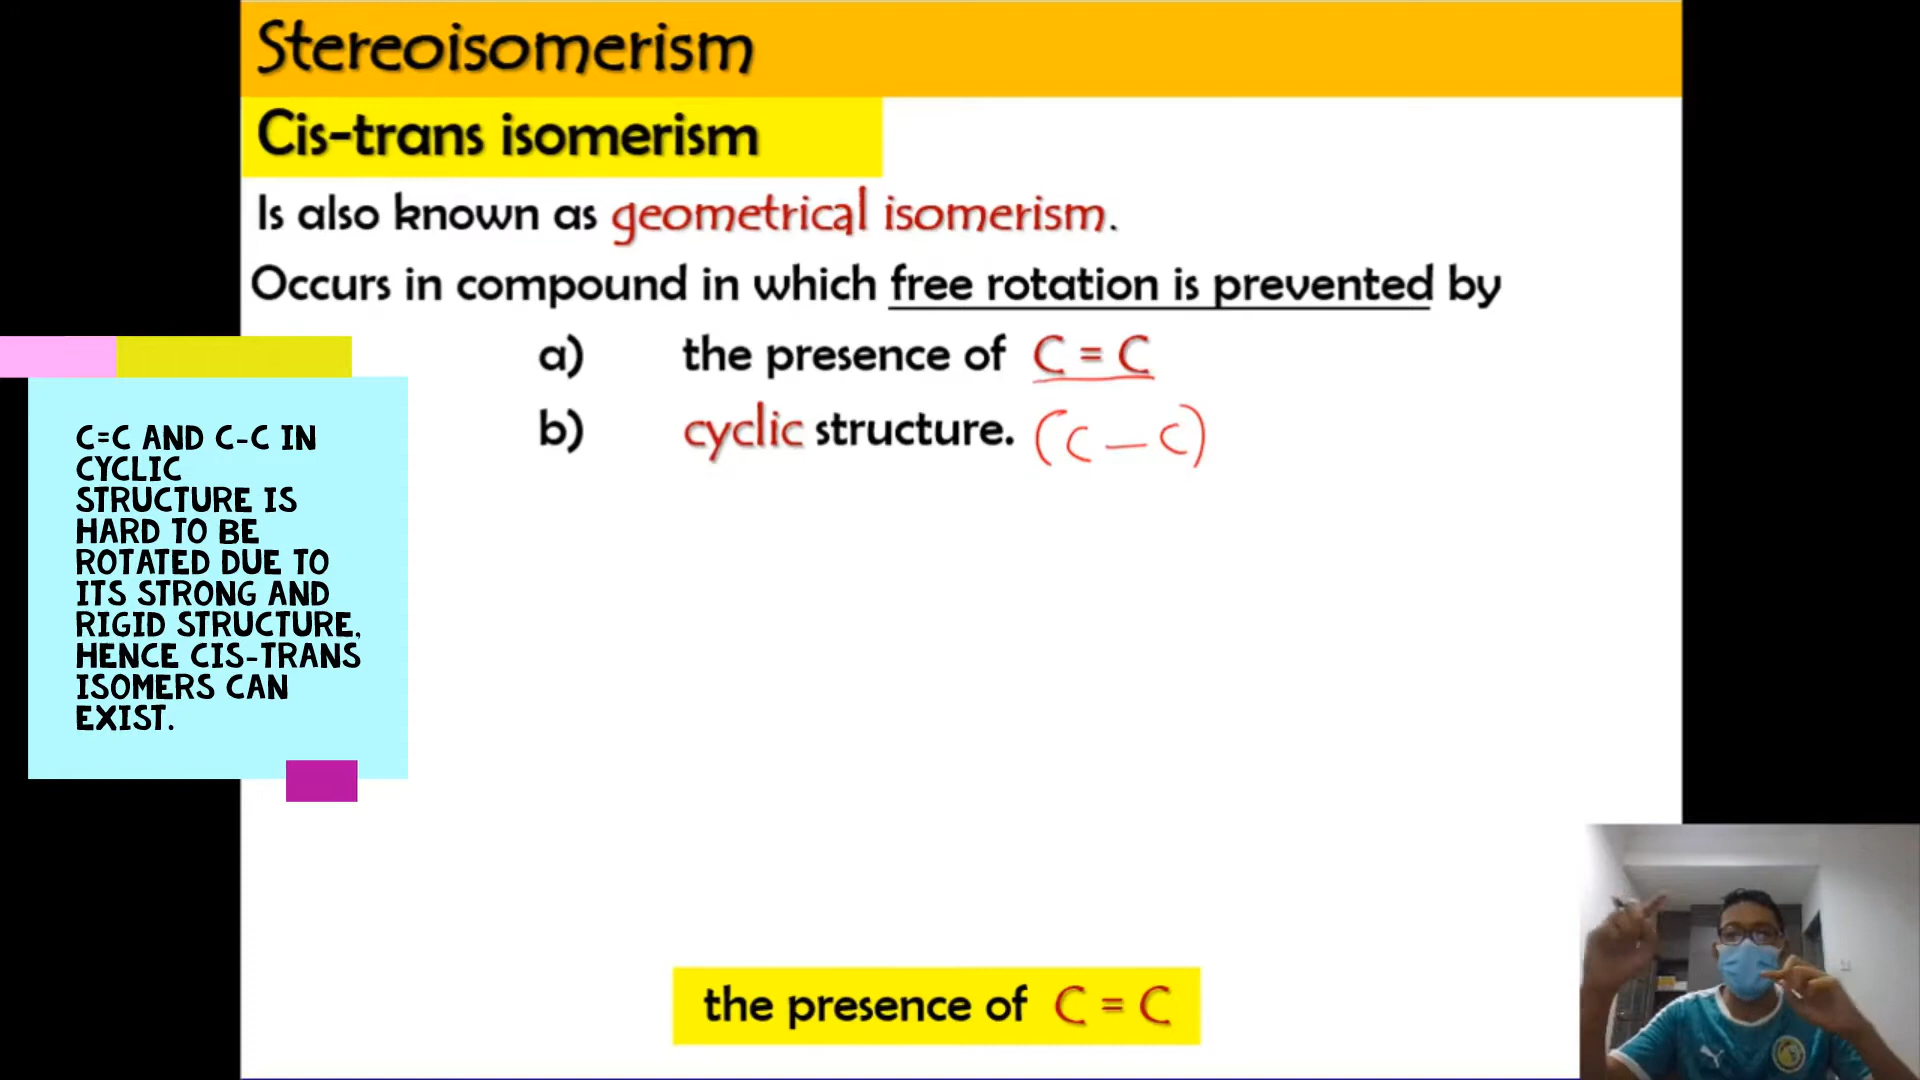 Stereoisomerism
Cis-trans isomerism
Is also known as geometrical isomerism.
Occurs in compound in which free rotation is prevented by
a) the presence of C = C
b) cyclic structure. (C – C)
C=C AND C-C IN
CYCLIC
STRUCTURE IS
HARD TO BE
ROTATED DUE TO
ITS STRONG AND
RIGID STRUCTURE,
HENCE CIS-TRANS
ISOMERS CAN
EXIST.
the presence of C = C